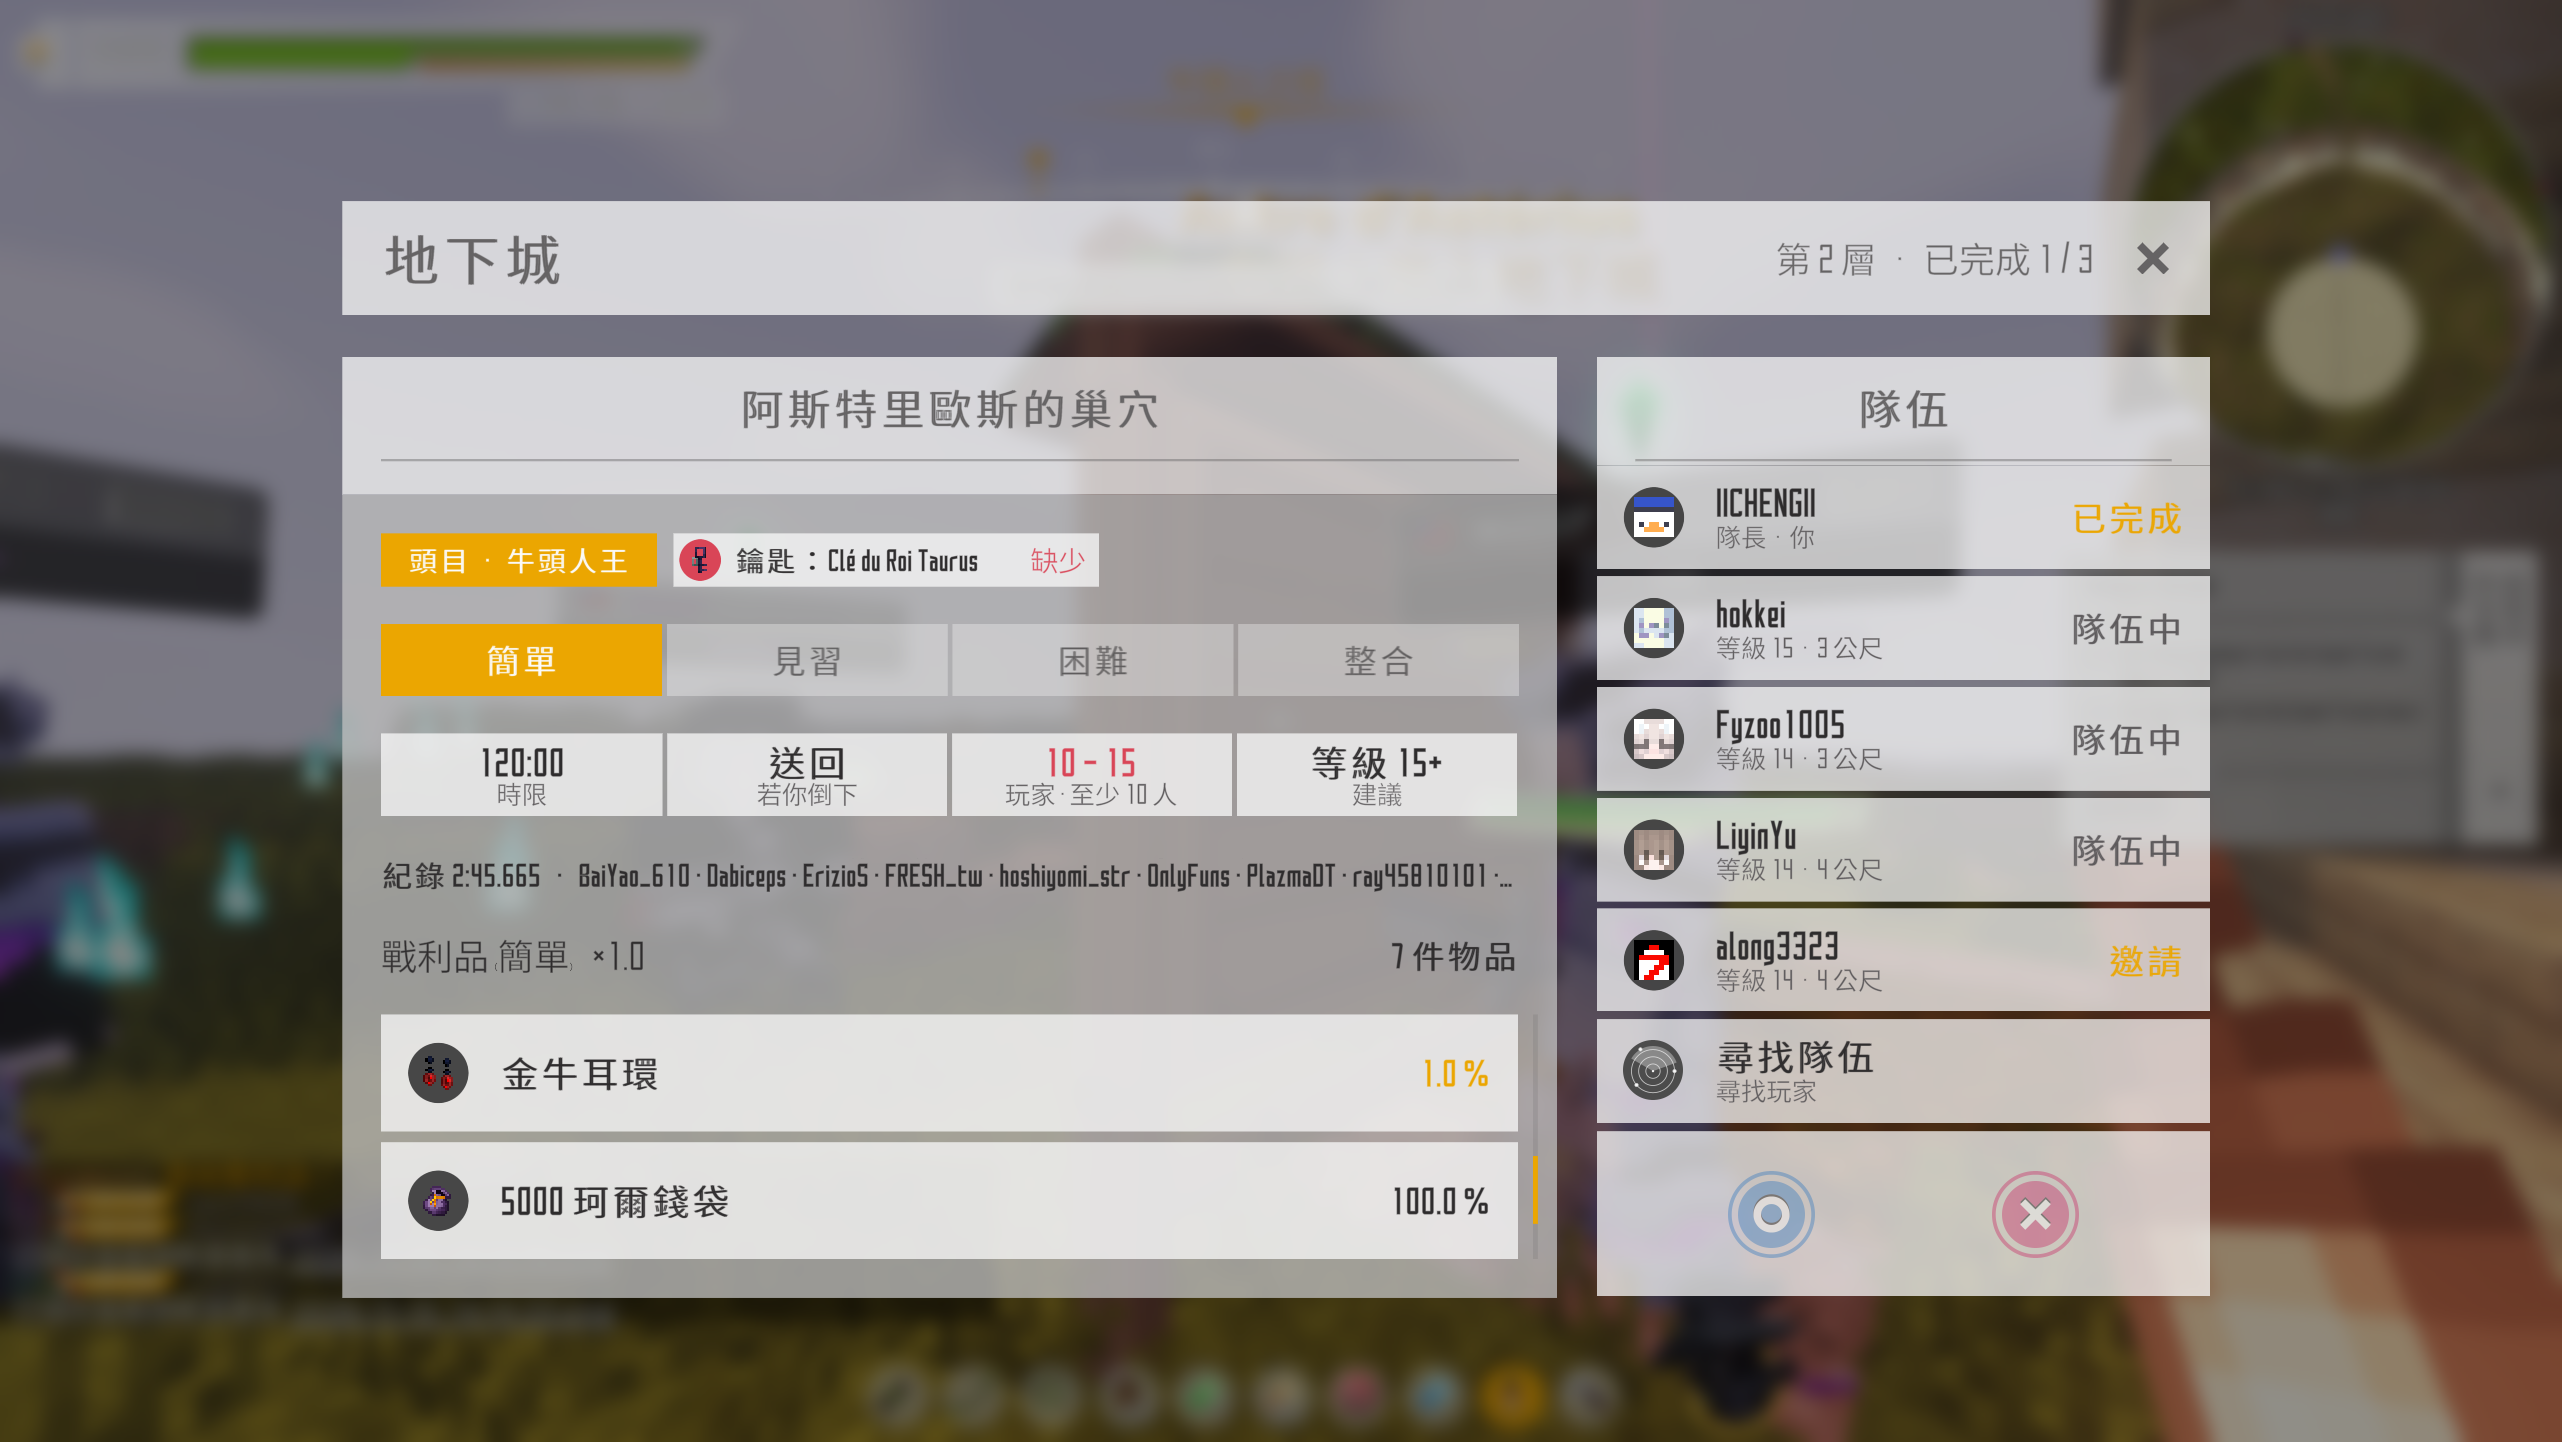 地下城
第2層 · 已完成 1/3
阿斯特里歐斯的巢穴
頭目 · 牛頭人王
鑰匙：Clé du Roi Taurus 缺少
簡單
見習
困難
整合
120:00
時限
送回
若你倒下
10 - 15
玩家 · 至少 10 人
等級 15+
建議
紀錄 2:45.665 · BaiYao_610 · Dabiceps · ErizioS · FRESH_tw · hoshiyomi_str · OnlyFuns · PlazmaDT · ray45810101 ·...
戰利品 (簡單) ×1.0
7 件物品
金牛耳環
1.0 %
5000 珂爾錢袋
100.0 %
隊伍
IICHENGII
隊長 · 你
已完成
hokkei
等級 15 · 3 公尺
隊伍中
Fyzoo1005
等級 14 · 3 公尺
隊伍中
LiyinYu
等級 14 · 4 公尺
隊伍中
along3323
等級 14 · 4 公尺
邀請
尋找隊伍
尋找玩家